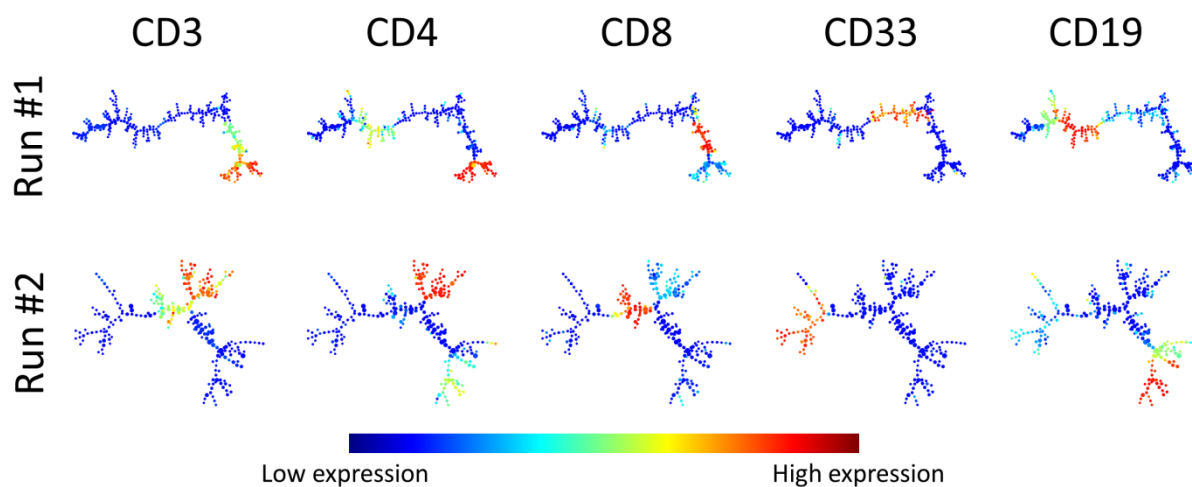 CD3 CD4 CD8 CD33 CD19
Run #1
Run #2
Low expression High expression